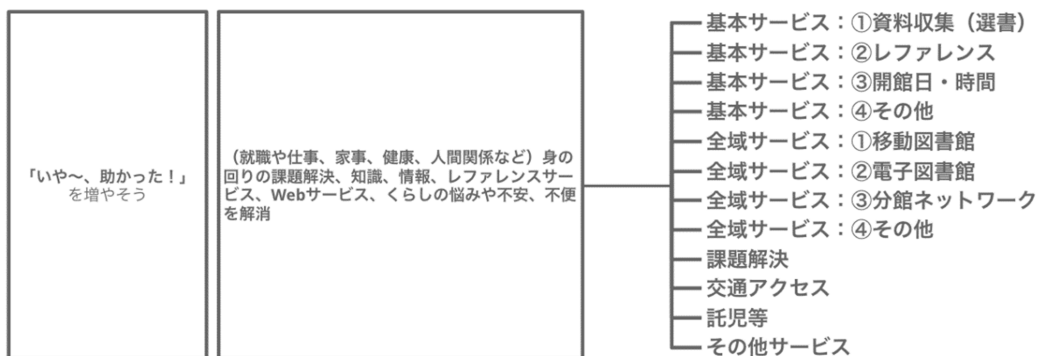 「いや〜、助かった！」
を増やそう
（就職や仕事、家事、健康、人間関係など）身の
回りの課題解決、知識、情報、レファレンスサー
ビス、Webサービス、くらしの悩みや不安、不便
を解消
基本サービス：①資料収集（選書）
基本サービス：②レファレンス
基本サービス：③開館日・時間
基本サービス：④その他
全域サービス：①移動図書館
全域サービス：②電子図書館
全域サービス：③分館ネットワーク
全域サービス：④その他
課題解決
交通アクセス
託児等
その他サービス